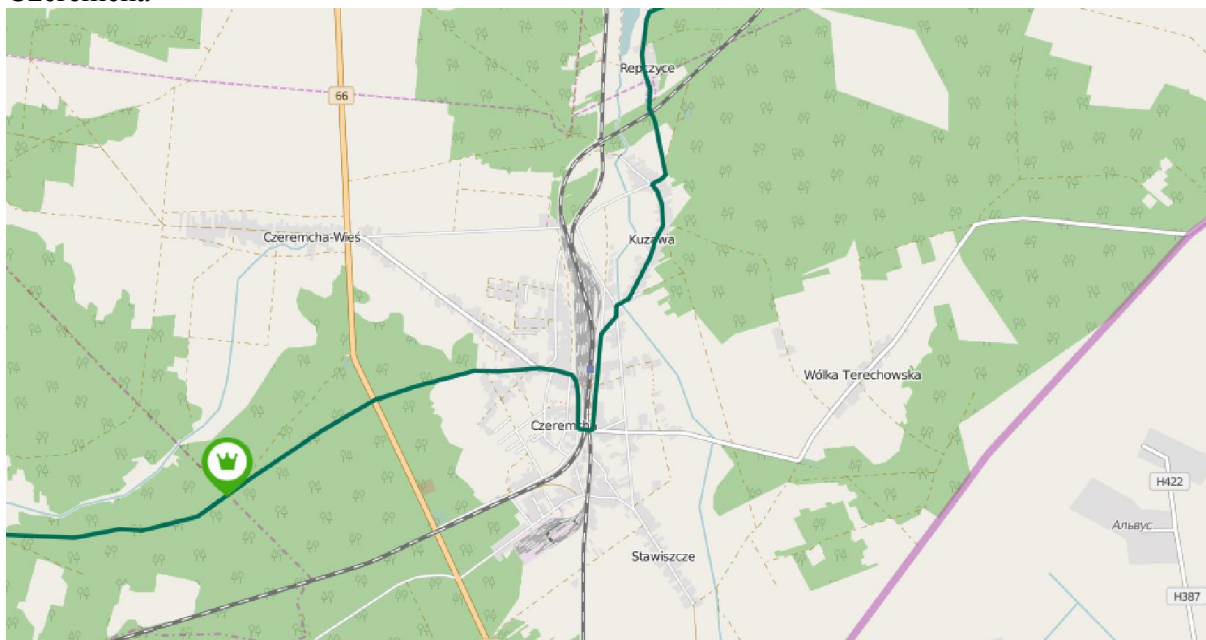 Repczyce
66
Czeremcha-Wieś
Kuzawa
Wólka Terechowska
Czeremcha
H422
Альвус
Stawiszcze
H387